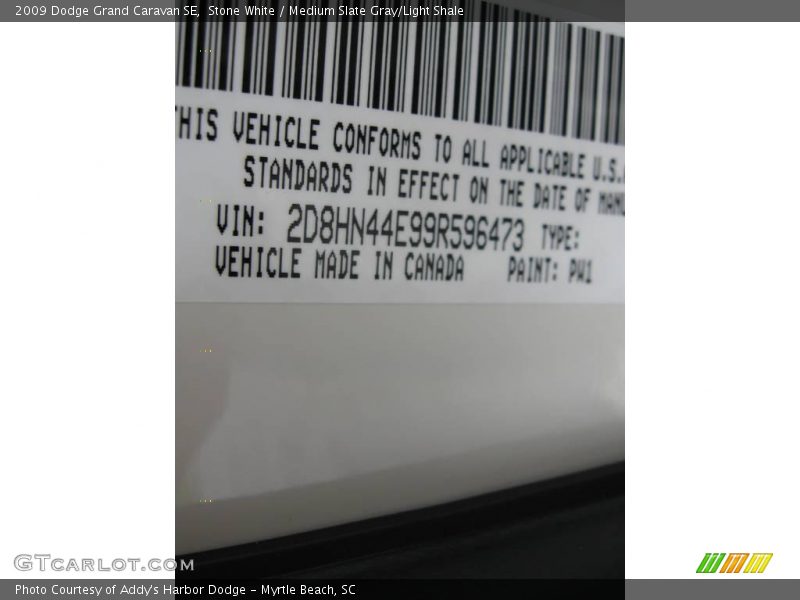 2009 Dodge Grand Caravan SE, Stone White / Medium Slate Gray/Light Shale
THIS VEHICLE CONFORMS TO ALL APPLICABLE U.S.
STANDARDS IN EFFECT ON THE DATE OF MANU
VIN: 2D8HN44E99R596473 TYPE:
VEHICLE MADE IN CANADA PAINT: PW1
GTCARLOT.COM
Photo Courtesy of Addy's Harbor Dodge - Myrtle Beach, SC